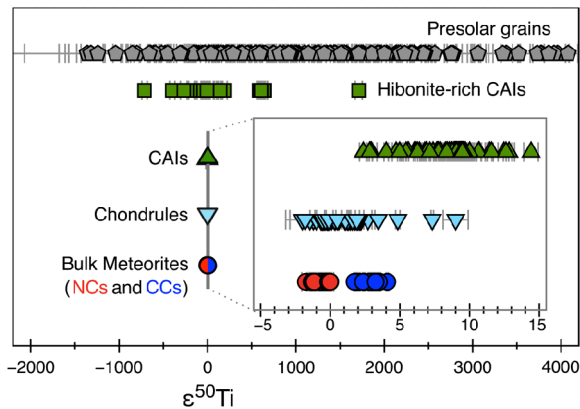 Presolar grains
Hibonite-rich CAIs
CAIs
Chondrules
Bulk Meteorites
(NCs and CCs)
−5 0 5 10 15
−2000 −1000 0 1000 2000 3000 4000
ε⁵⁰Ti